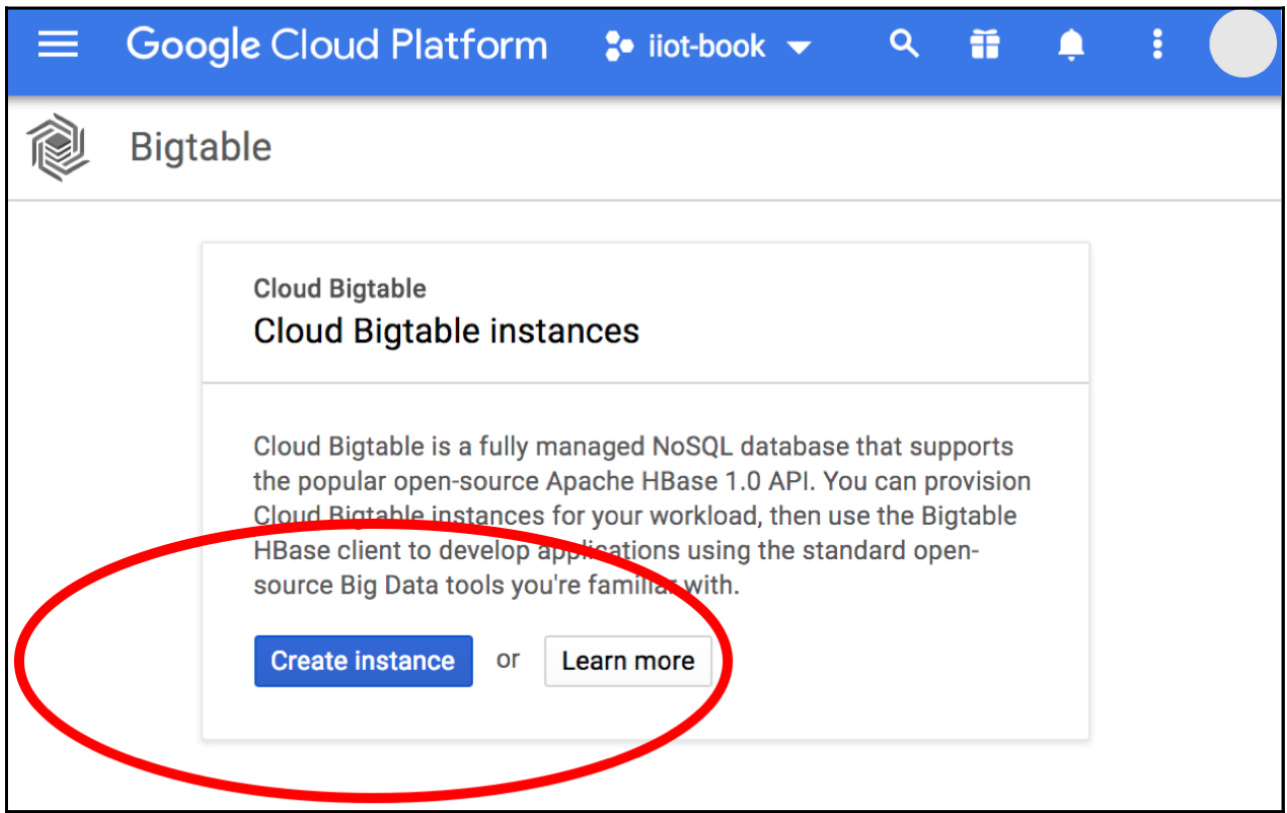 Google Cloud Platform iiot-book
Bigtable
Cloud Bigtable
Cloud Bigtable instances
Cloud Bigtable is a fully managed NoSQL database that supports
the popular open-source Apache HBase 1.0 API. You can provision
Cloud Bigtable instances for your workload, then use the Bigtable
HBase client to develop applications using the standard open-
source Big Data tools you're familiar with.
Create instance or Learn more